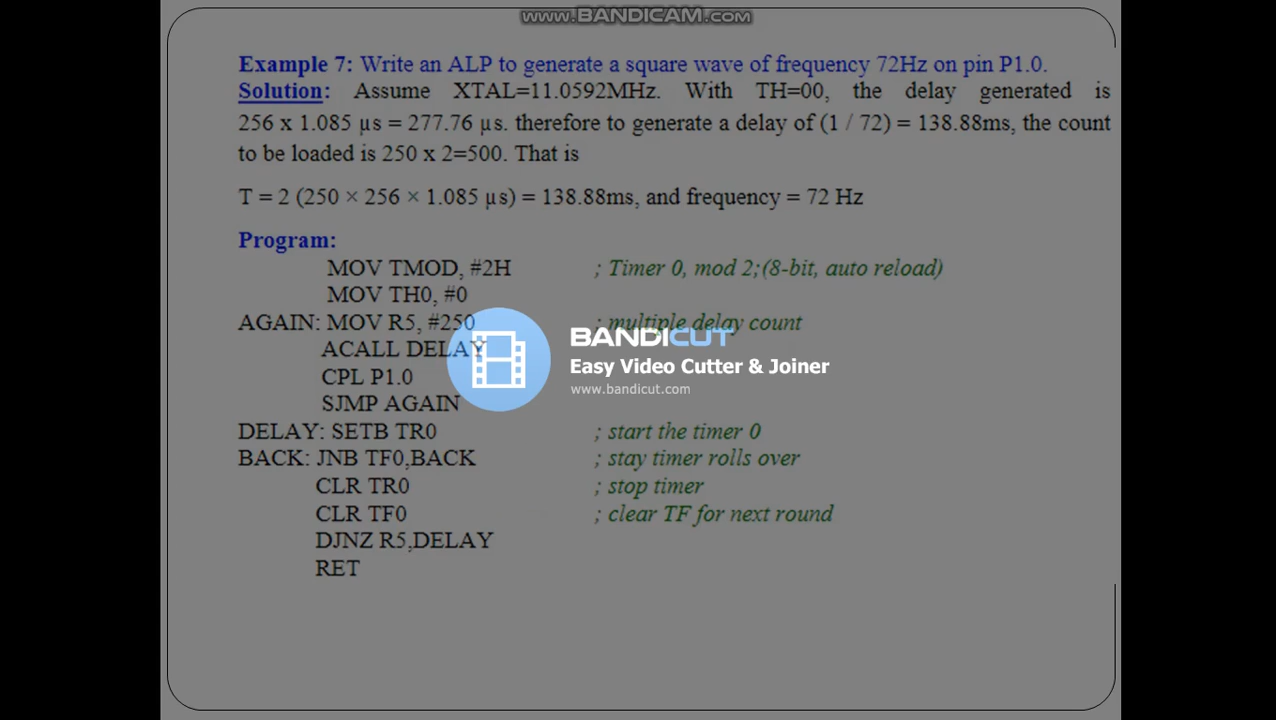 www.BANDICAM.com
Example 7: Write an ALP to generate a square wave of frequency 72Hz on pin P1.0.
Solution: Assume XTAL=11.0592MHz. With TH=00, the delay generated is
256 x 1.085 µs = 277.76 µs. therefore to generate a delay of (1 / 72) = 138.88ms, the count
to be loaded is 250 x 2=500. That is
T = 2 (250 × 256 × 1.085 µs) = 138.88ms, and frequency = 72 Hz
Program:
MOV TMOD, #2H ; Timer 0, mod 2;(8-bit, auto reload)
MOV TH0, #0
AGAIN: MOV R5, #250 ; multiple delay count
ACALL DELAY
CPL P1.0
SJMP AGAIN
DELAY: SETB TR0 ; start the timer 0
BACK: JNB TF0,BACK ; stay timer rolls over
CLR TR0 ; stop timer
CLR TF0 ; clear TF for next round
DJNZ R5,DELAY
RET
BANDICUT
Easy Video Cutter & Joiner
www.bandicut.com